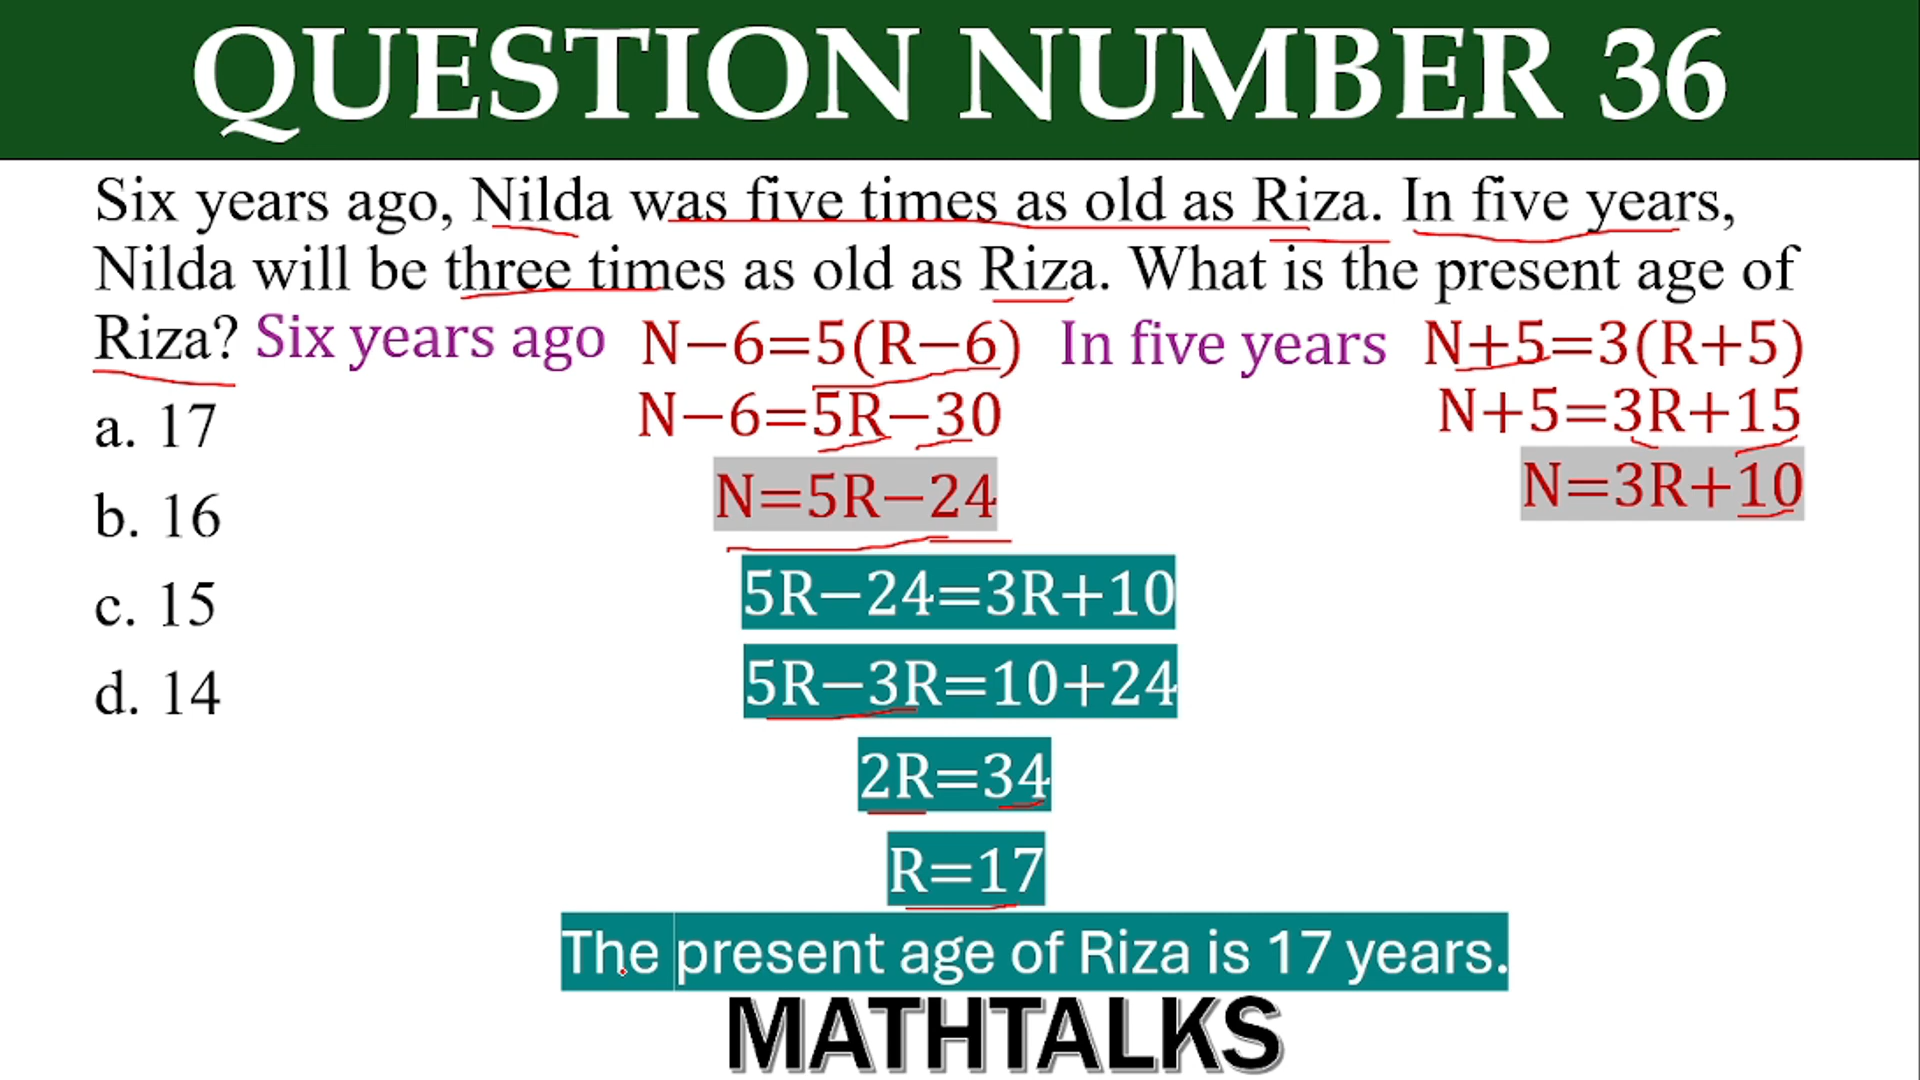 QUESTION NUMBER 36
Six years ago, Nilda was five times as old as Riza. In five years,
Nilda will be three times as old as Riza. What is the present age of
Riza? Six years ago N−6=5(R−6) In five years N+5=3(R+5)
a. 17 N−6=5R−30 N+5=3R+15
N=5R−24 N=3R+10
b. 16
c. 15 5R−24=3R+10
d. 14 5R−3R=10+24
2R=34
R=17
The present age of Riza is 17 years.
MATHTALKS